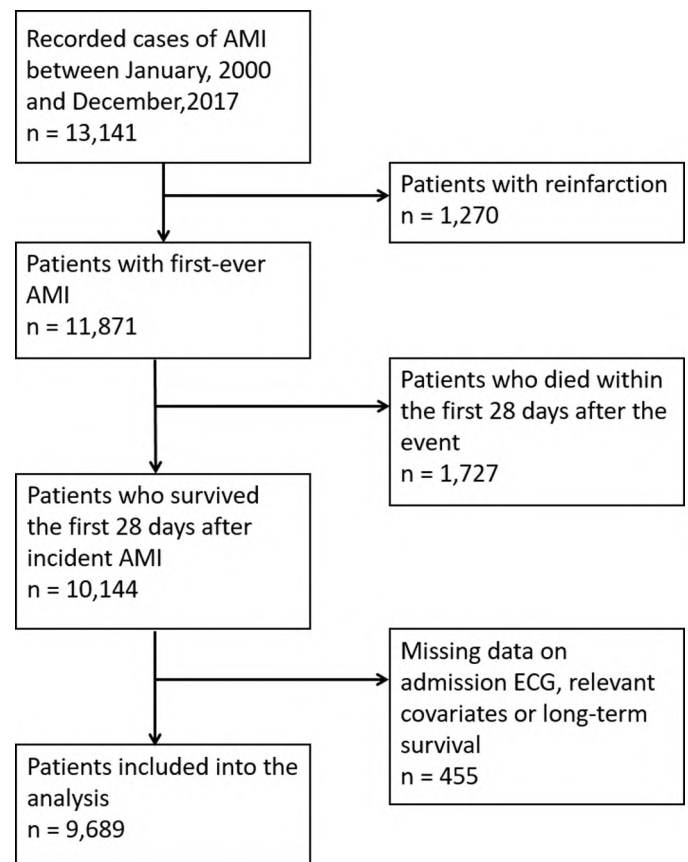 Recorded cases of AMI
between January, 2000
and December,2017
n = 13,141
Patients with reinfarction
n = 1,270
Patients with first-ever
AMI
n = 11,871
Patients who died within
the first 28 days after the
event
n = 1,727
Patients who survived
the first 28 days after
incident AMI
n = 10,144
Missing data on
admission ECG, relevant
covariates or long-term
survival
n = 455
Patients included into the
analysis
n = 9,689